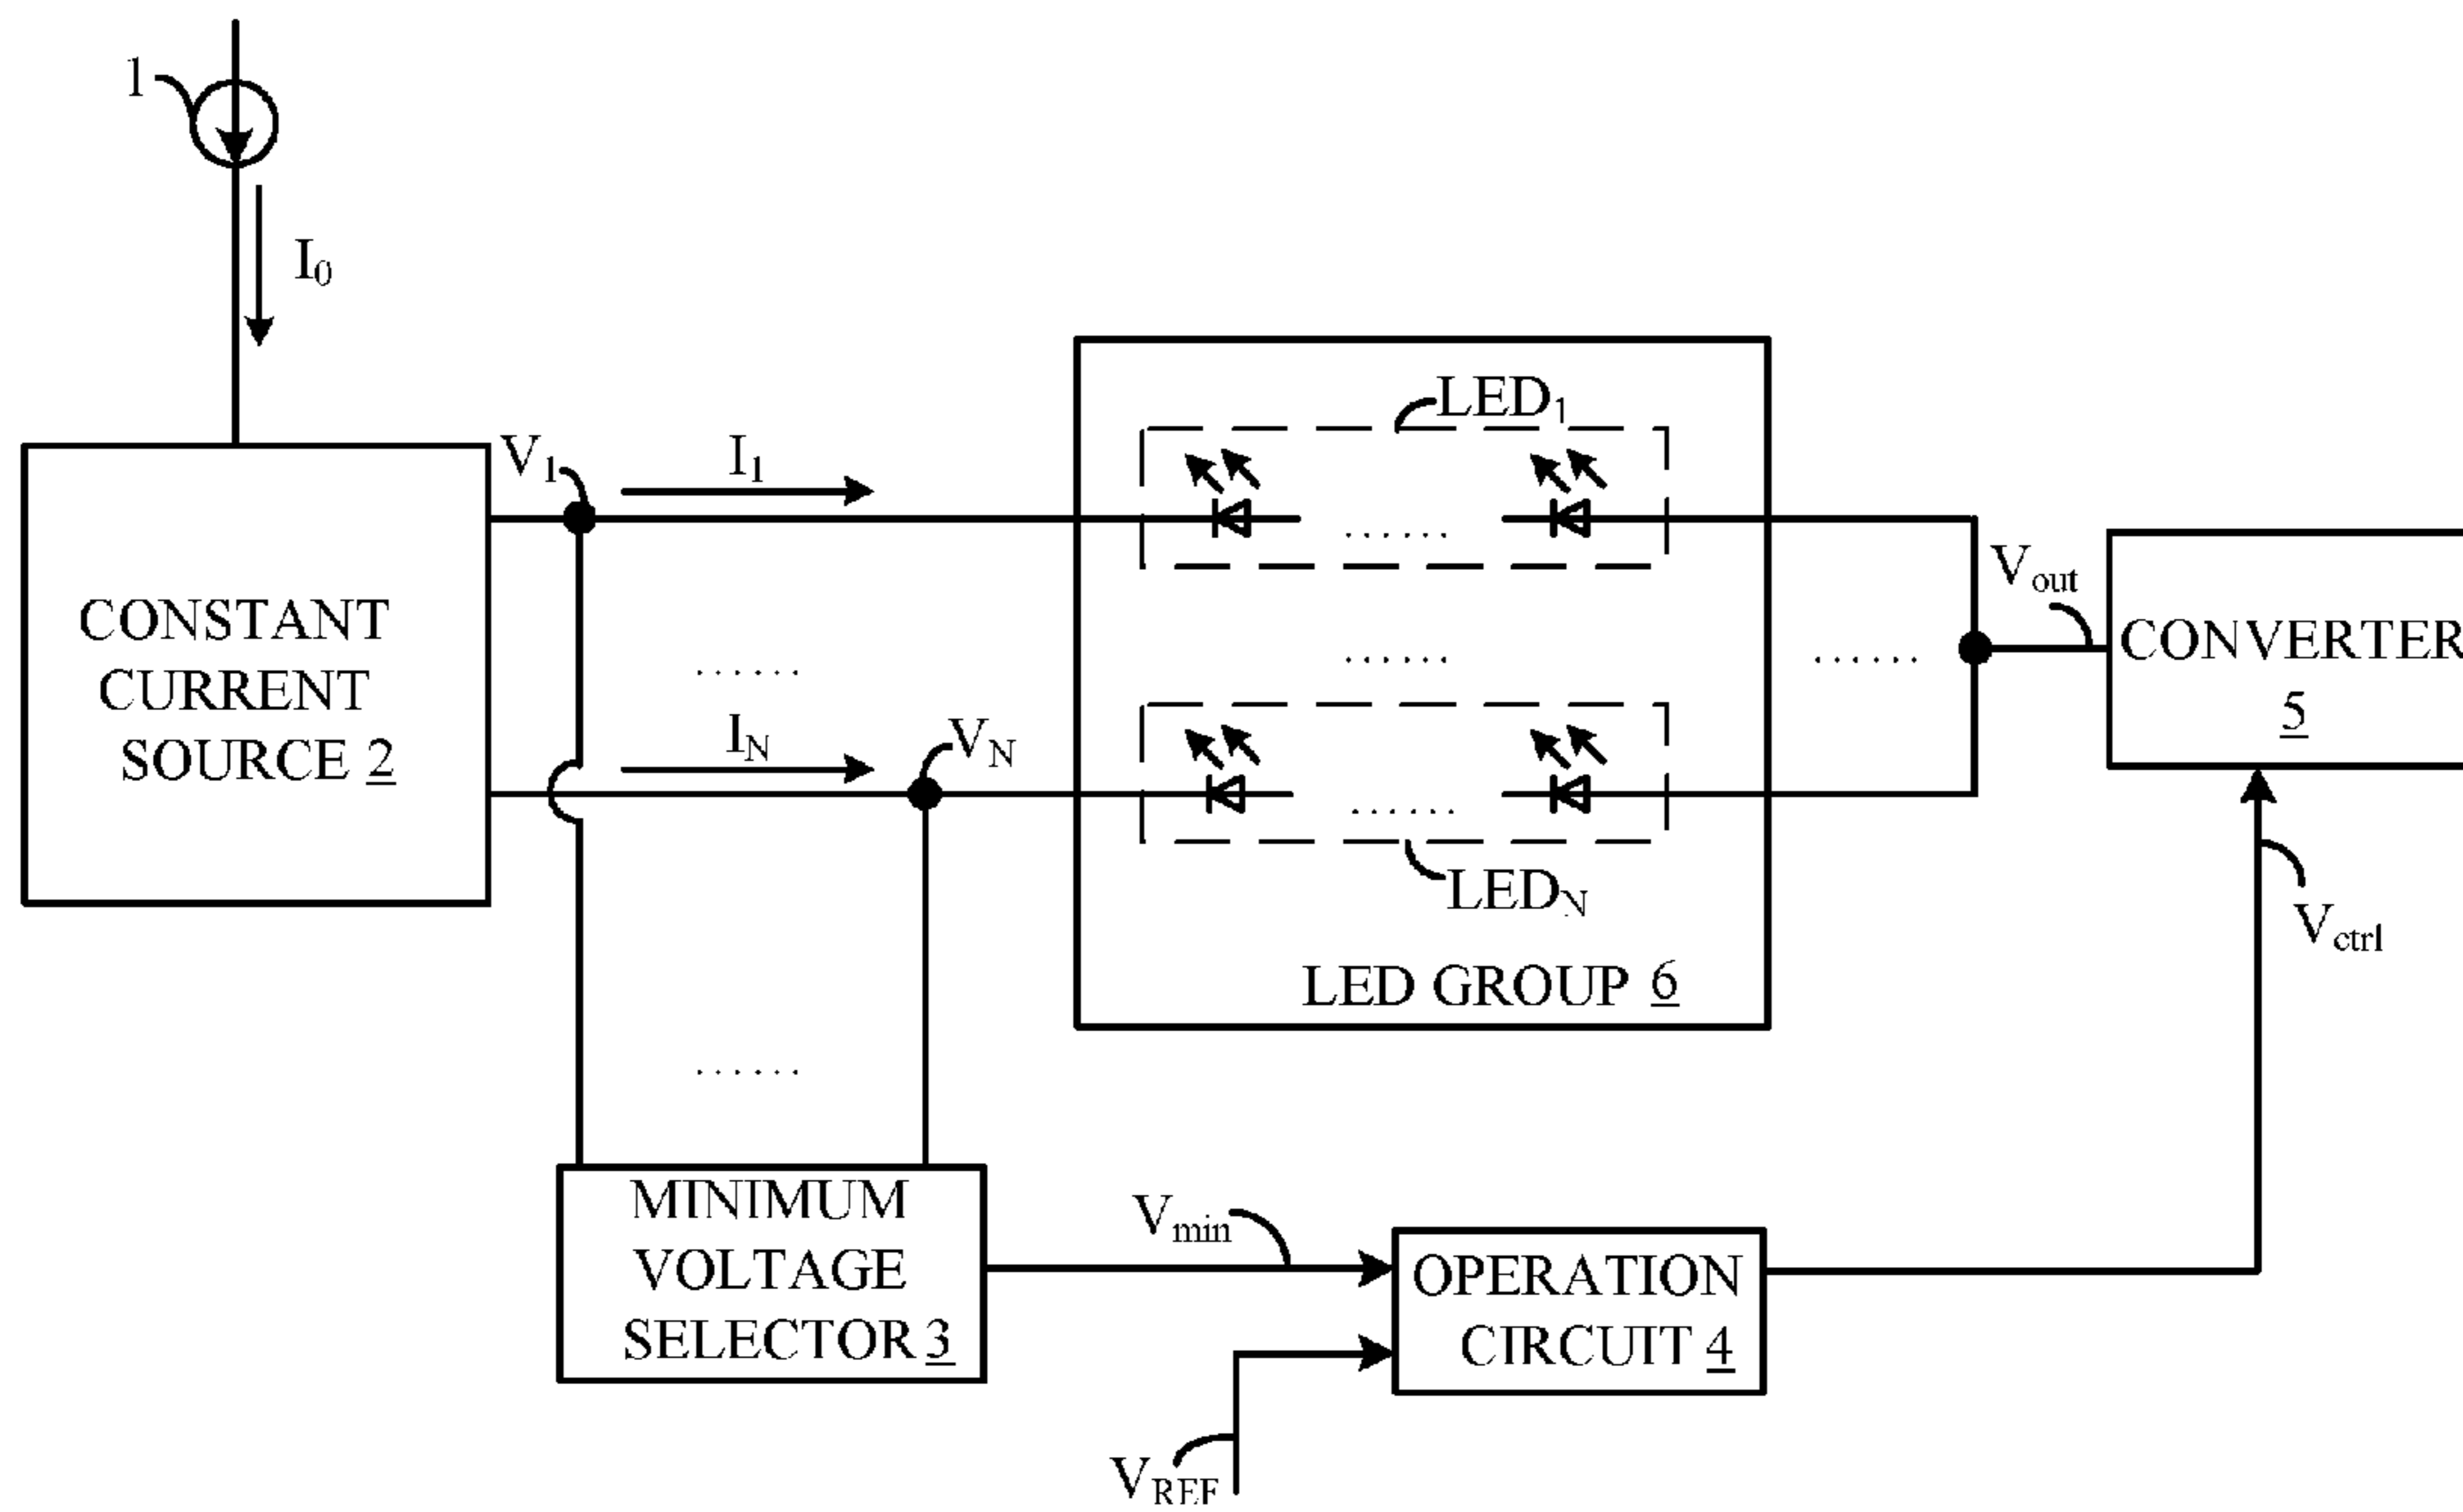 1
I0
V1
I1
LED1
Vout
CONSTANT
CURRENT
SOURCE 2
......
......
......
......
CONVERTER
5
IN
VN
......
LEDN
Vctrl
LED GROUP 6
......
MINIMUM
VOLTAGE
SELECTOR 3
Vmin
OPERATION
CIRCUIT 4
VREF